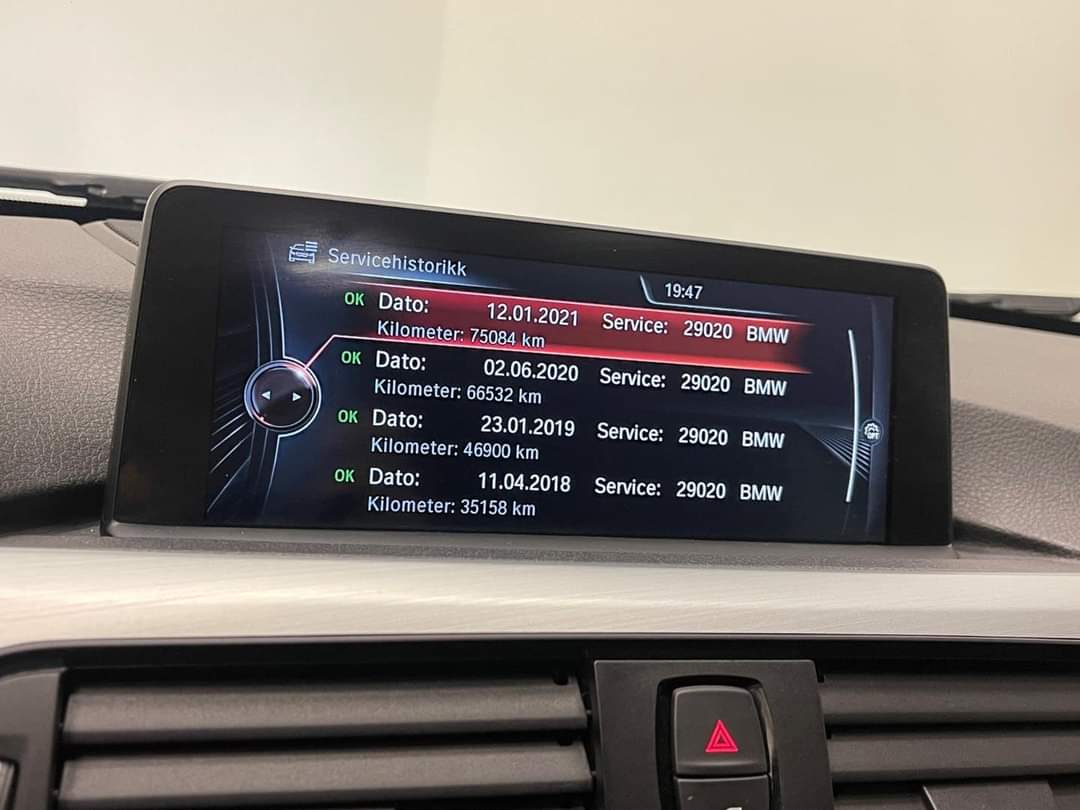 Servicehistorikk
19:47
OK Dato: 12.01.2021 Service: 29020 BMW
Kilometer: 75084 km
OK Dato: 02.06.2020 Service: 29020 BMW
Kilometer: 66532 km
OK Dato: 23.01.2019 Service: 29020 BMW
Kilometer: 46900 km
OK Dato: 11.04.2018 Service: 29020 BMW
Kilometer: 35158 km
OPT